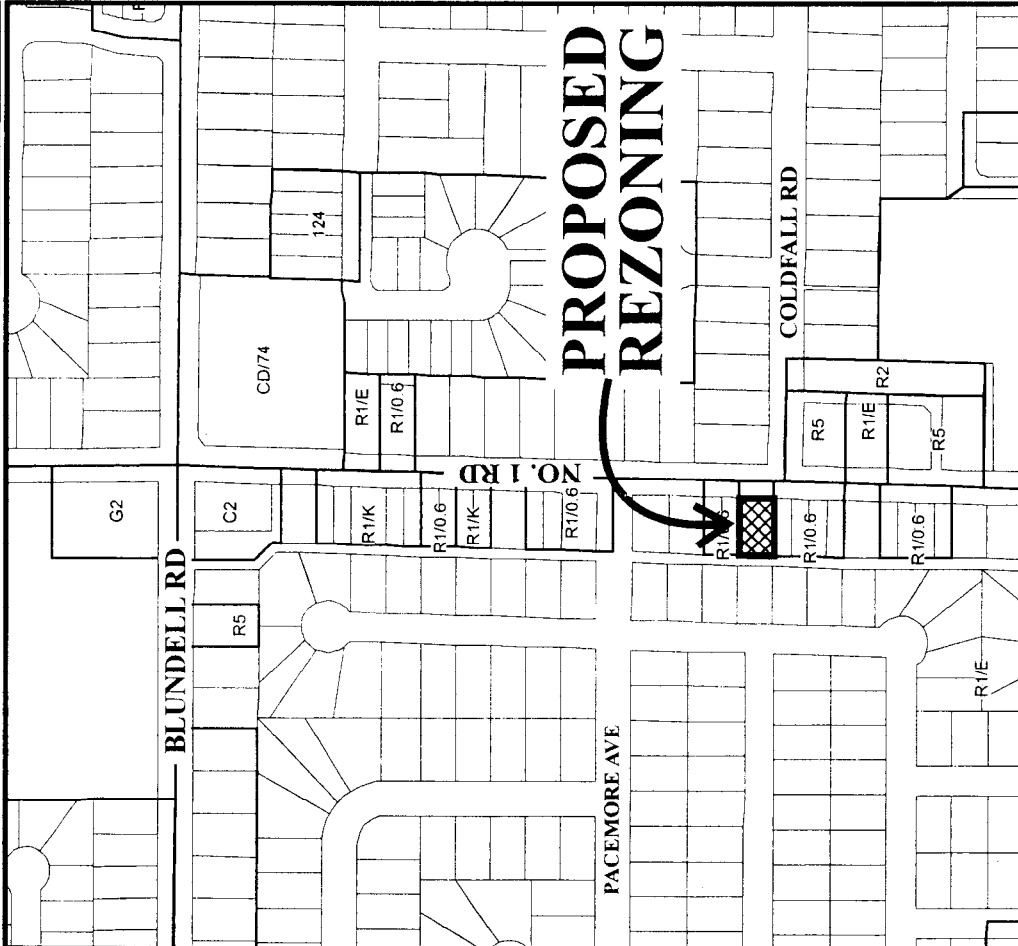 PROPOSED
REZONING
BLUNDELL RD
NO. 1 RD
COLDFALL RD
PACEMORE AVE
124
CD/74
R1/E
R1/0.6
G2
C2
R5
R1/K
R1/0.6
R1/K
R1/0.6
R2
R5
R1/E
R5
R1/0.6
R1/0.6
R1/E